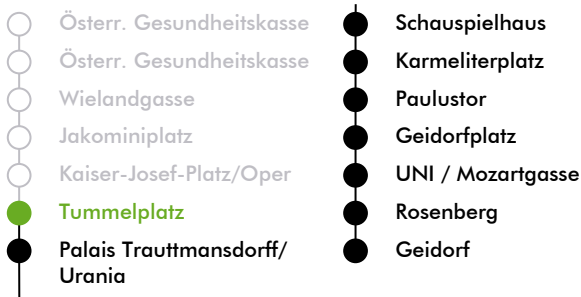 Österr. Gesundheitskasse
Österr. Gesundheitskasse
Wielandgasse
Jakominiplatz
Kaiser-Josef-Platz/Oper
Tummelplatz
Palais Trauttmansdorff/
Urania
Schauspielhaus
Karmeliterplatz
Paulustor
Geidorfplatz
UNI / Mozartgasse
Rosenberg
Geidorf